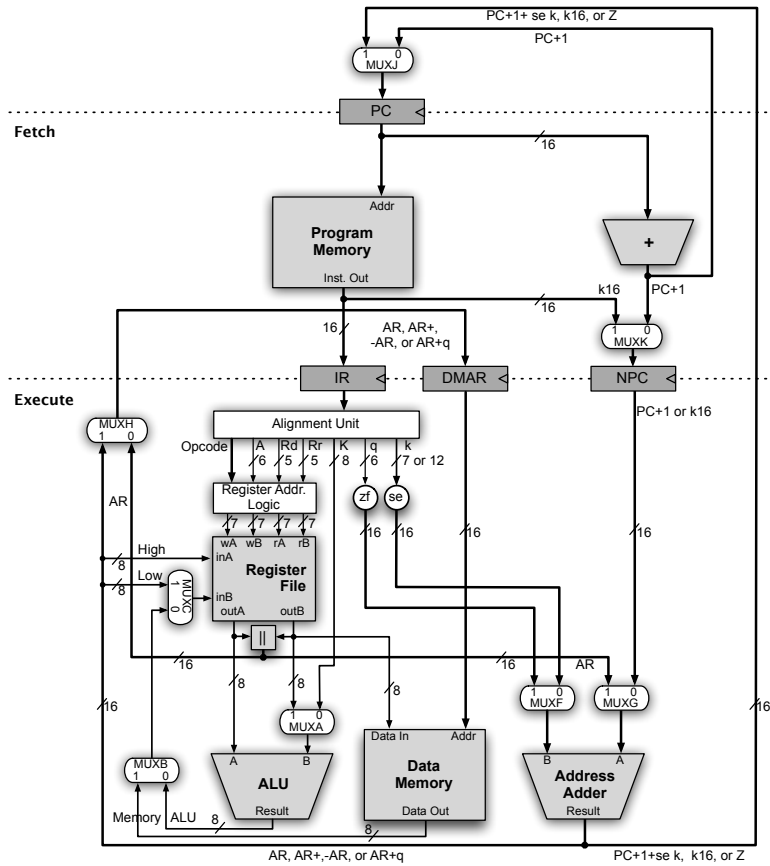 PC+1+ se k, k16, or Z
PC+1
1 0
MUXJ
PC
Fetch
16
Addr
Program
Memory
Inst. Out
+
k16
PC+1
16
16
AR, AR+,
-AR, or AR+q
1 0
MUXK
IR
DMAR
NPC
Execute
PC+1 or k16
MUXH
1 0
Alignment Unit
Opcode
A
Rd
Rr
K
q
k
6
5
5
8
6
7 or 12
AR
Register Addr.
Logic
zf
se
7
7
7
7
16
16
16
16
wA
wB
rA
rB
High
8
inA
Register
File
Low
8
MUXC
1 0
inB
outA
outB
||
16
16
AR
8
8
8
16
16
1 0
MUXA
1 0
MUXF
1 0
MUXG
Data In
Addr
MUXB
1 0
A
B
ALU
Result
Data
Memory
Data Out
B
A
Address
Adder
Result
Memory
ALU
8
8
AR, AR+,-AR, or AR+q
PC+1+se k, k16, or Z